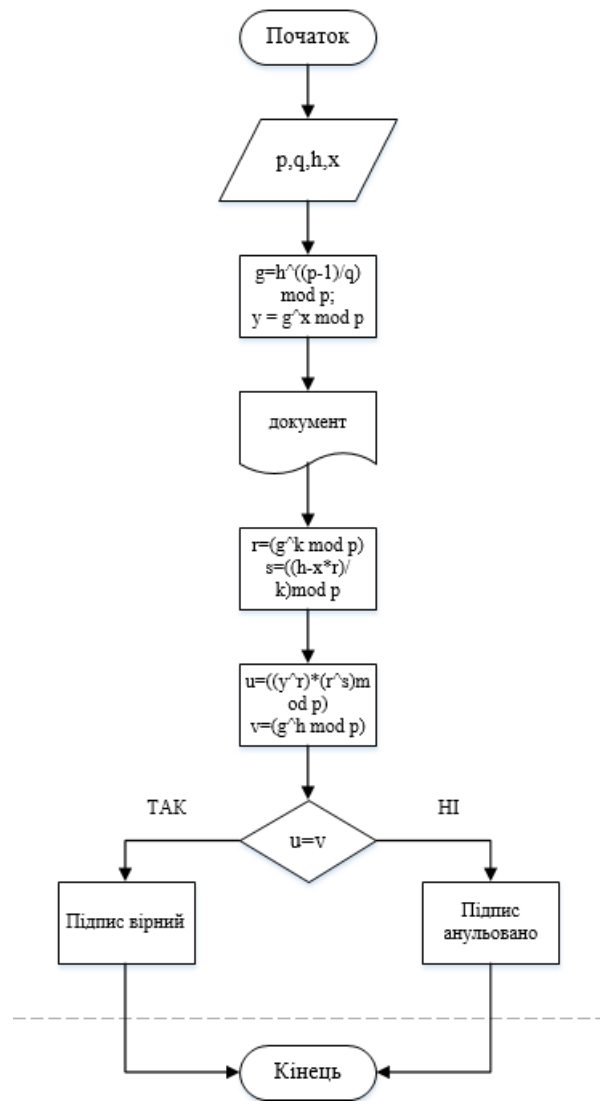 Початок
p,q,h,x
g=h^((p-1)/q)
mod p;
y = g^x mod p
документ
r=(g^k mod p)
s=((h-x*r)/
k)mod p
u=((y^r)*(r^s)m
od p)
v=(g^h mod p)
ТАК
НІ
u=v
Підпис вірний
Підпис
анульовано
Кінець